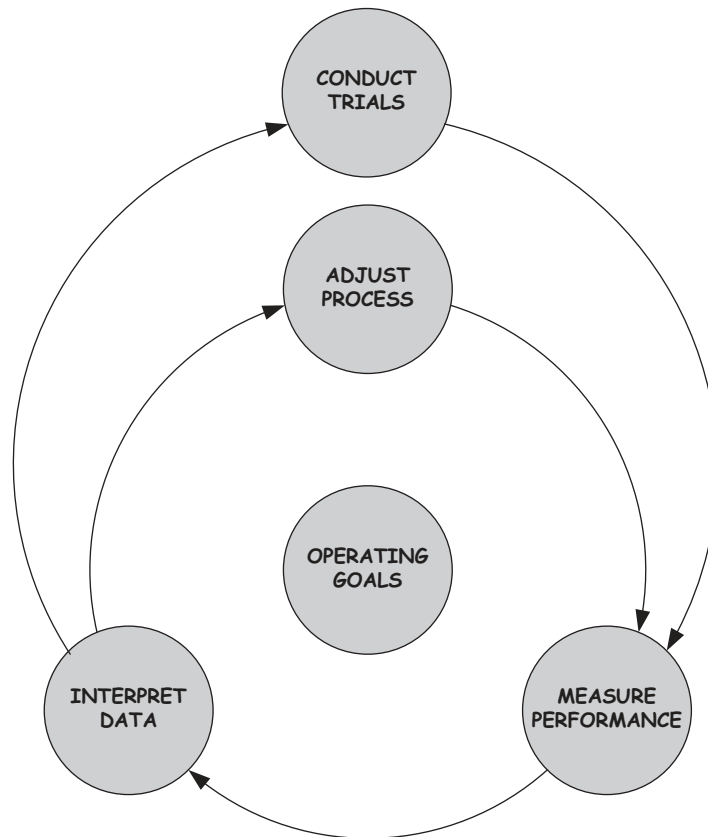 CONDUCT
TRIALS
ADJUST
PROCESS
OPERATING
GOALS
INTERPRET
DATA
MEASURE
PERFORMANCE